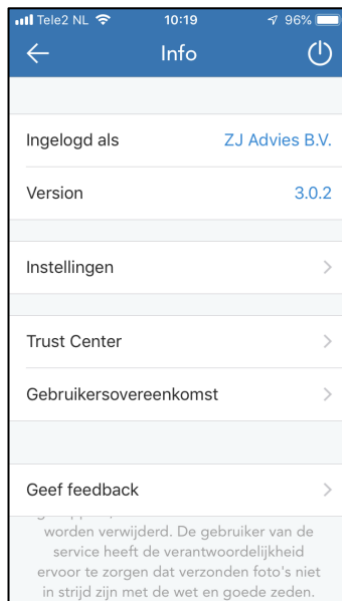 Tele2 NL 10:19 96%
Info
Ingelogd als ZJ Advies B.V.
Version 3.0.2
Instellingen
Trust Center
Gebruikersovereenkomst
Geef feedback
worden verwijderd. De gebruiker van de
service heeft de verantwoordelijkheid
ervoor te zorgen dat verzonden foto's niet
in strijd zijn met de wet en goede zeden.